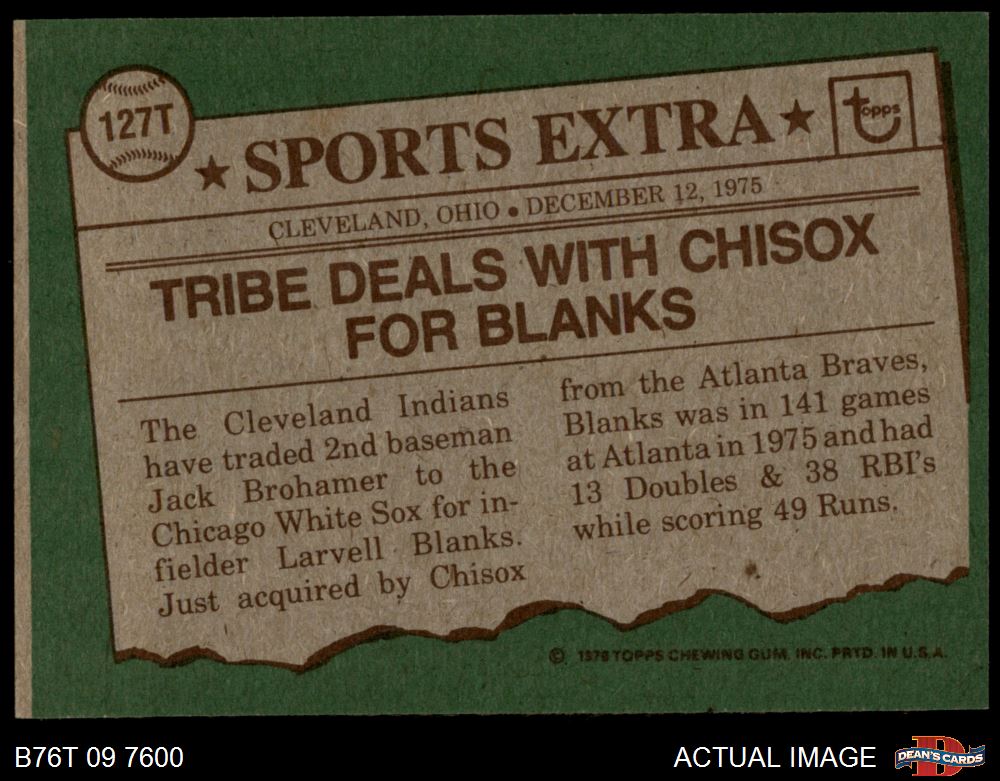 127T
★ SPORTS EXTRA ★
topps
CLEVELAND, OHIO • DECEMBER 12, 1975
TRIBE DEALS WITH CHISOX
FOR BLANKS
The Cleveland Indians
have traded 2nd baseman
Jack Brohamer to the
Chicago White Sox for in-
fielder Larvell Blanks.
Just acquired by Chisox
from the Atlanta Braves,
Blanks was in 141 games
at Atlanta in 1975 and had
13 Doubles & 38 RBI's
while scoring 49 Runs.
© 1976 TOPPS CHEWING GUM, INC. PRTD. IN U.S.A.
B76T 09 7600
ACTUAL IMAGE
D
DEAN'S CARDS